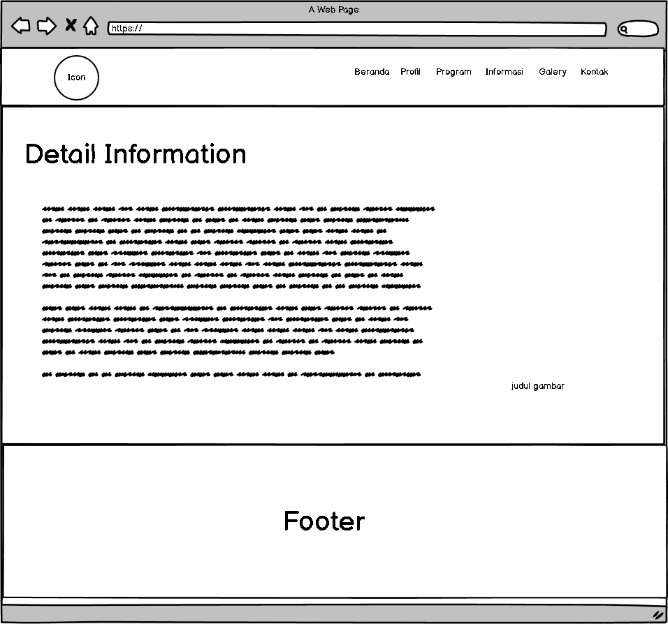 A Web Page
https://
Icon
Beranda Profil Program Informasi Galery Kontak
Detail Information
judul gambar
Footer